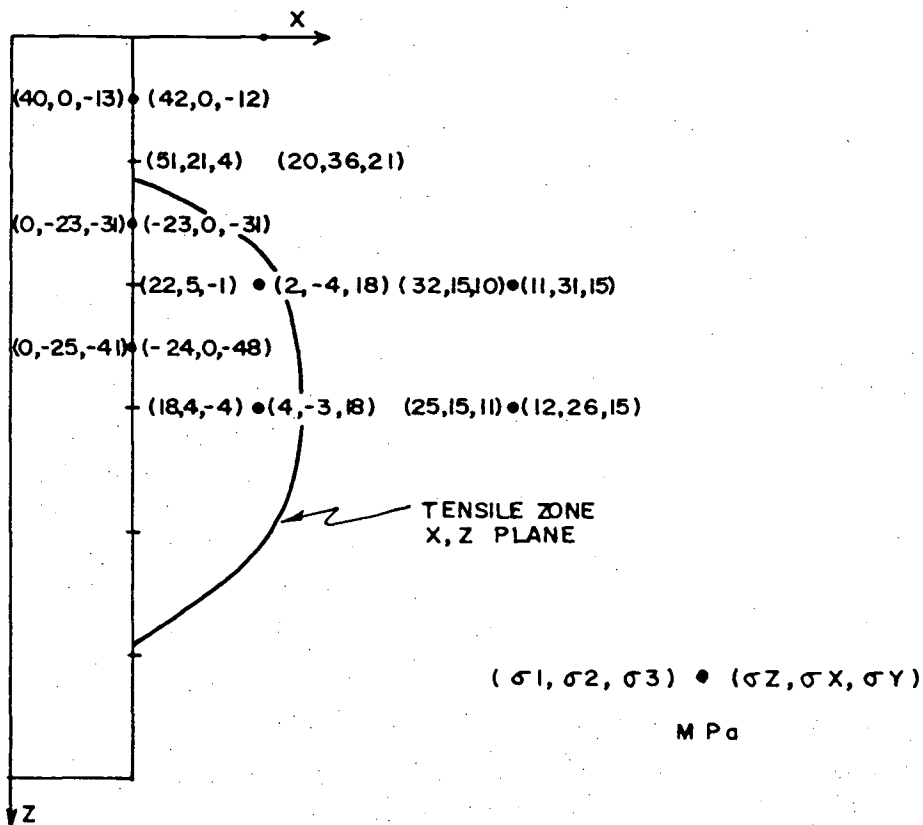 X
(40,0,-13) (42,0,-12)
(51,21,4) (20,36,21)
(0,-23,-31) (-23,0,-31)
(22,5,-1) (2,-4,18) (32,15,10) (11,31,15)
(0,-25,-41) (-24,0,-48)
(18,4,-4) (4,-3,18) (25,15,11) (12,26,15)
TENSILE ZONE
X, Z PLANE
(σ1, σ2, σ3) • (σZ, σX, σY)
MPa
Z